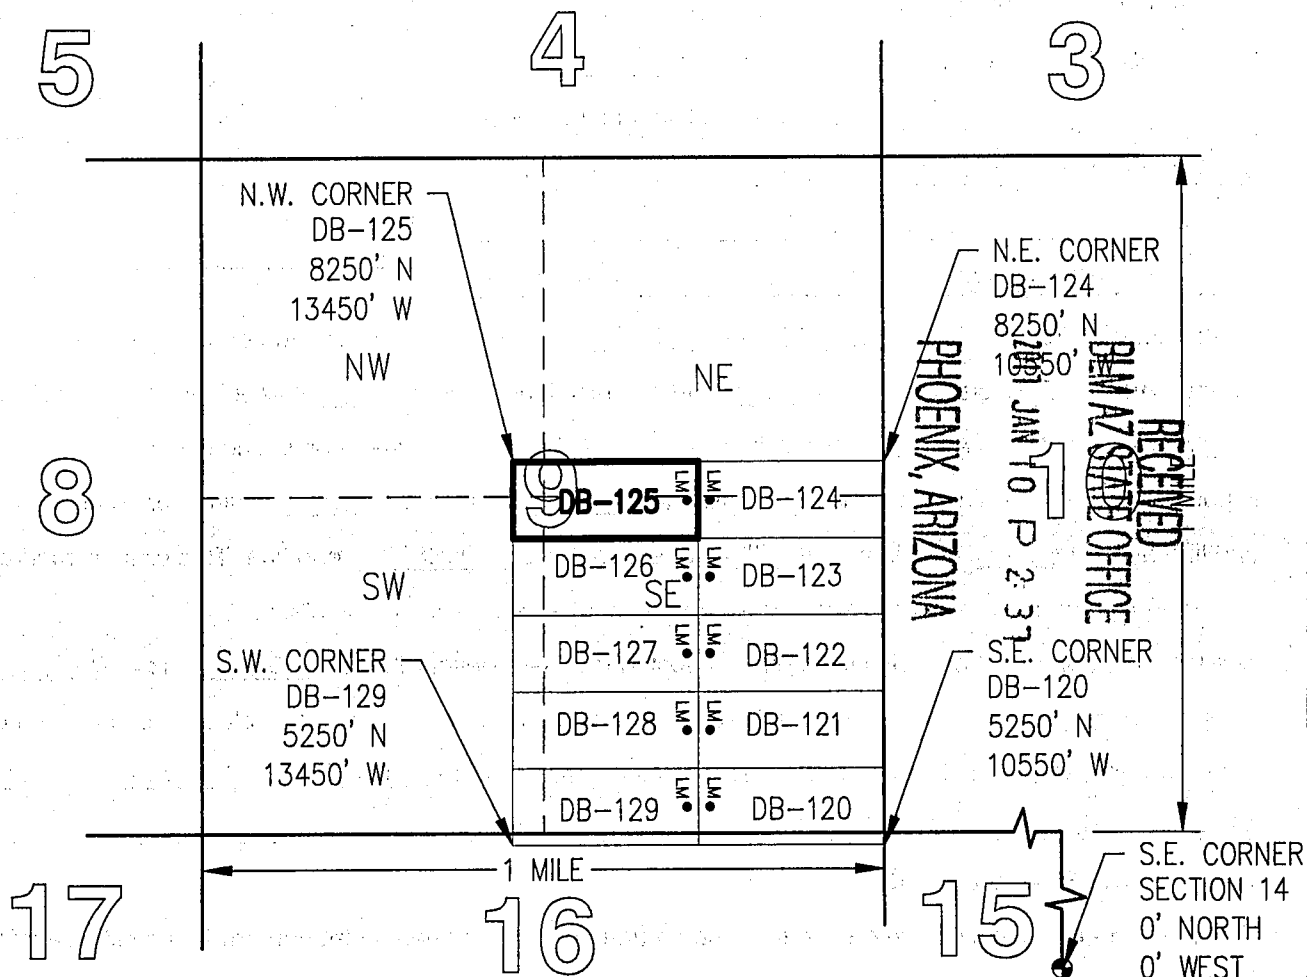 5
4
3
N.W. CORNER
DB-125
8250' N
13450' W
N.E. CORNER
DB-124
8250' N
10550' W
NW
NE
RECEIVED
BLM AZ STATE OFFICE
JAN 10 P 2:37
PHOENIX, ARIZONA
1 MILE
8
9
10
DB-125
LM
LM
DB-124
DB-126
LM
LM
DB-123
SW
SE
DB-127
LM
LM
DB-122
DB-128
LM
LM
DB-121
DB-129
LM
LM
DB-120
S.W. CORNER
DB-129
5250' N
13450' W
S.E. CORNER
DB-120
5250' N
10550' W
1 MILE
S.E. CORNER
SECTION 14
0' NORTH
0' WEST
17
16
15